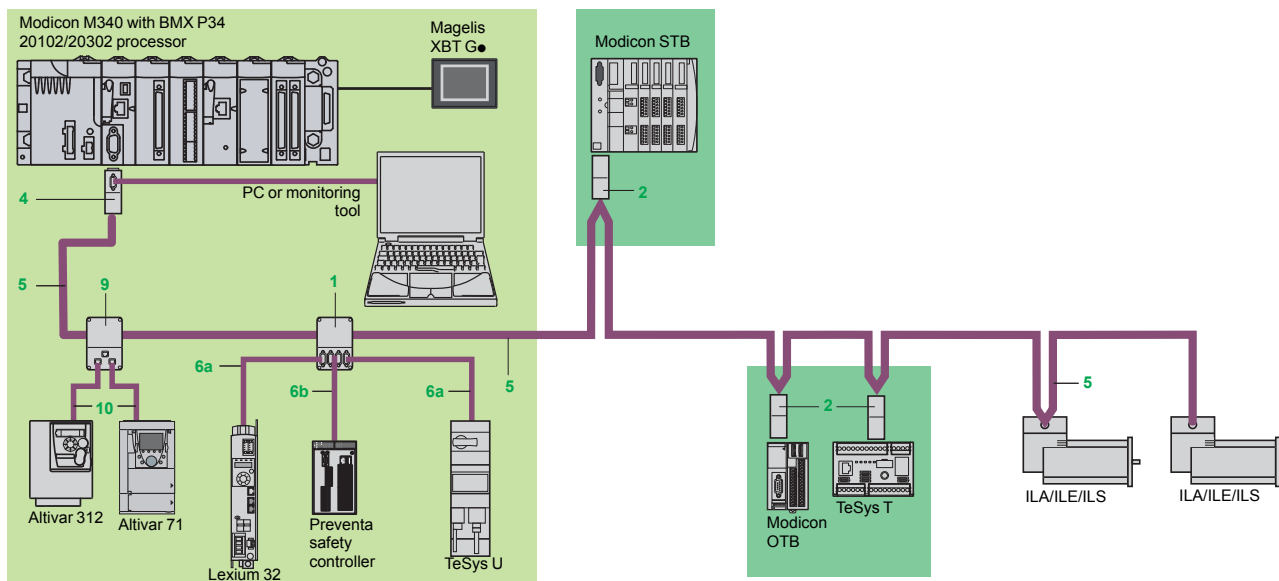 Modicon M340 with BMX P34
20102/20302 processor
Magelis
XBT G●
Modicon STB
4
PC or monitoring
tool
2
5
9
1
6a
6b
6a
5
10
2
5
Altivar 312
Altivar 71
Lexium 32
Preventa
safety
controller
TeSys U
Modicon
OTB
TeSys T
ILA/ILE/ILS
ILA/ILE/ILS